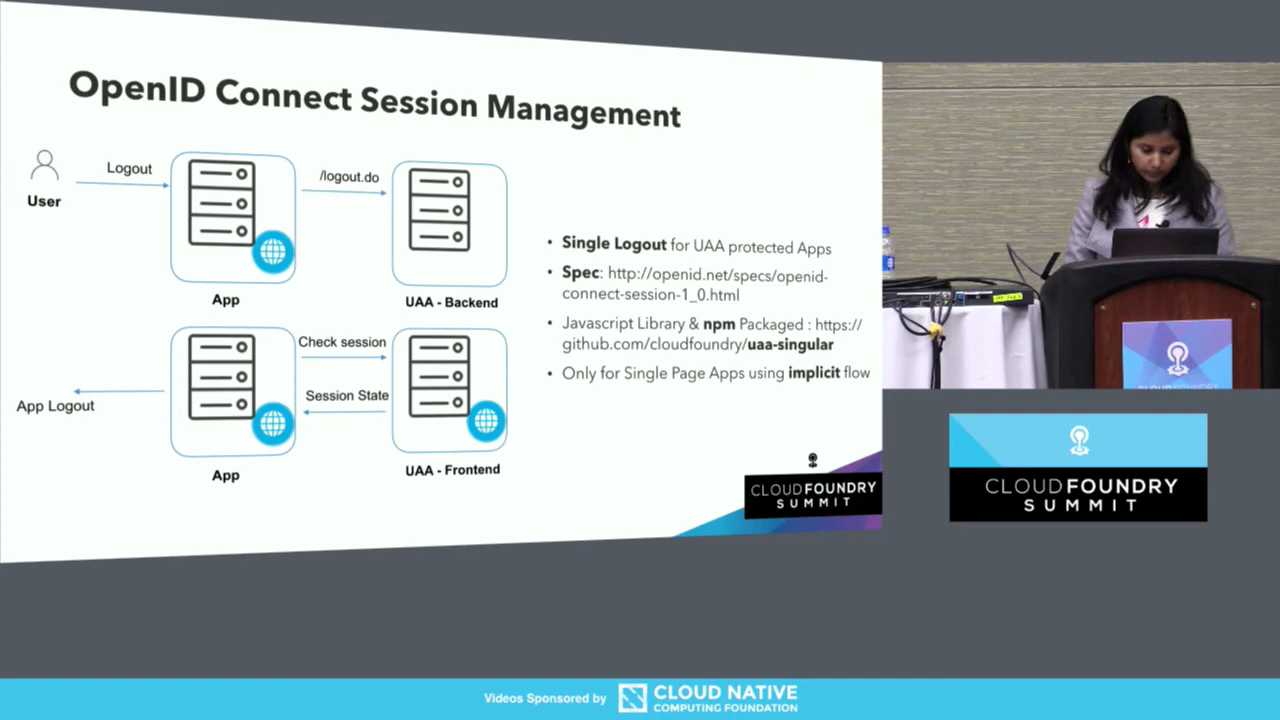 OpenID Connect Session Management
Logout
/logout.do
User
App
UAA - Backend
Check session
Session State
App Logout
App
UAA - Frontend
• Single Logout for UAA protected Apps
• Spec: http://openid.net/specs/openid-
connect-session-1_0.html
• Javascript Library & npm Packaged : https://
github.com/cloudfoundry/uaa-singular
• Only for Single Page Apps using implicit flow
CLOUDFOUNDRY
SUMMIT
CLOUDFOUNDRY
CLOUDFOUNDRY
SUMMIT
Videos Sponsored by
CLOUD NATIVE
COMPUTING FOUNDATION